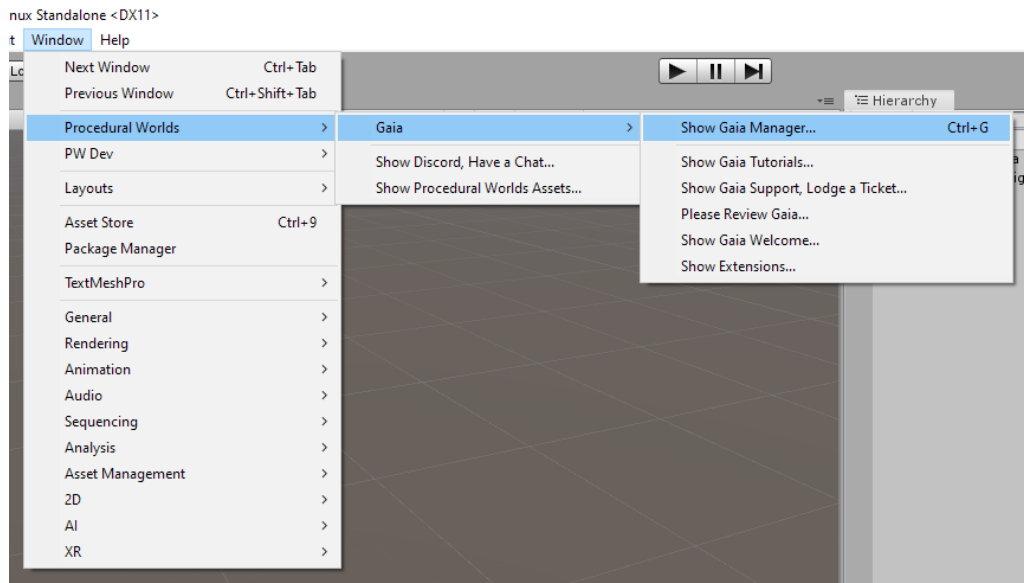 nux Standalone <DX11>
t Window Help
Lo
Next Window Ctrl+Tab
Previous Window Ctrl+Shift+Tab
Hierarchy
Procedural Worlds Gaia Show Gaia Manager... Ctrl+G
PW Dev Show Discord, Have a Chat... Show Gaia Tutorials... a
Layouts Show Procedural Worlds Assets... Show Gaia Support, Lodge a Ticket... ig
Please Review Gaia...
Asset Store Ctrl+9
Show Gaia Welcome...
Package Manager
Show Extensions...
TextMeshPro
General
Rendering
Animation
Audio
Sequencing
Analysis
Asset Management
2D
AI
XR